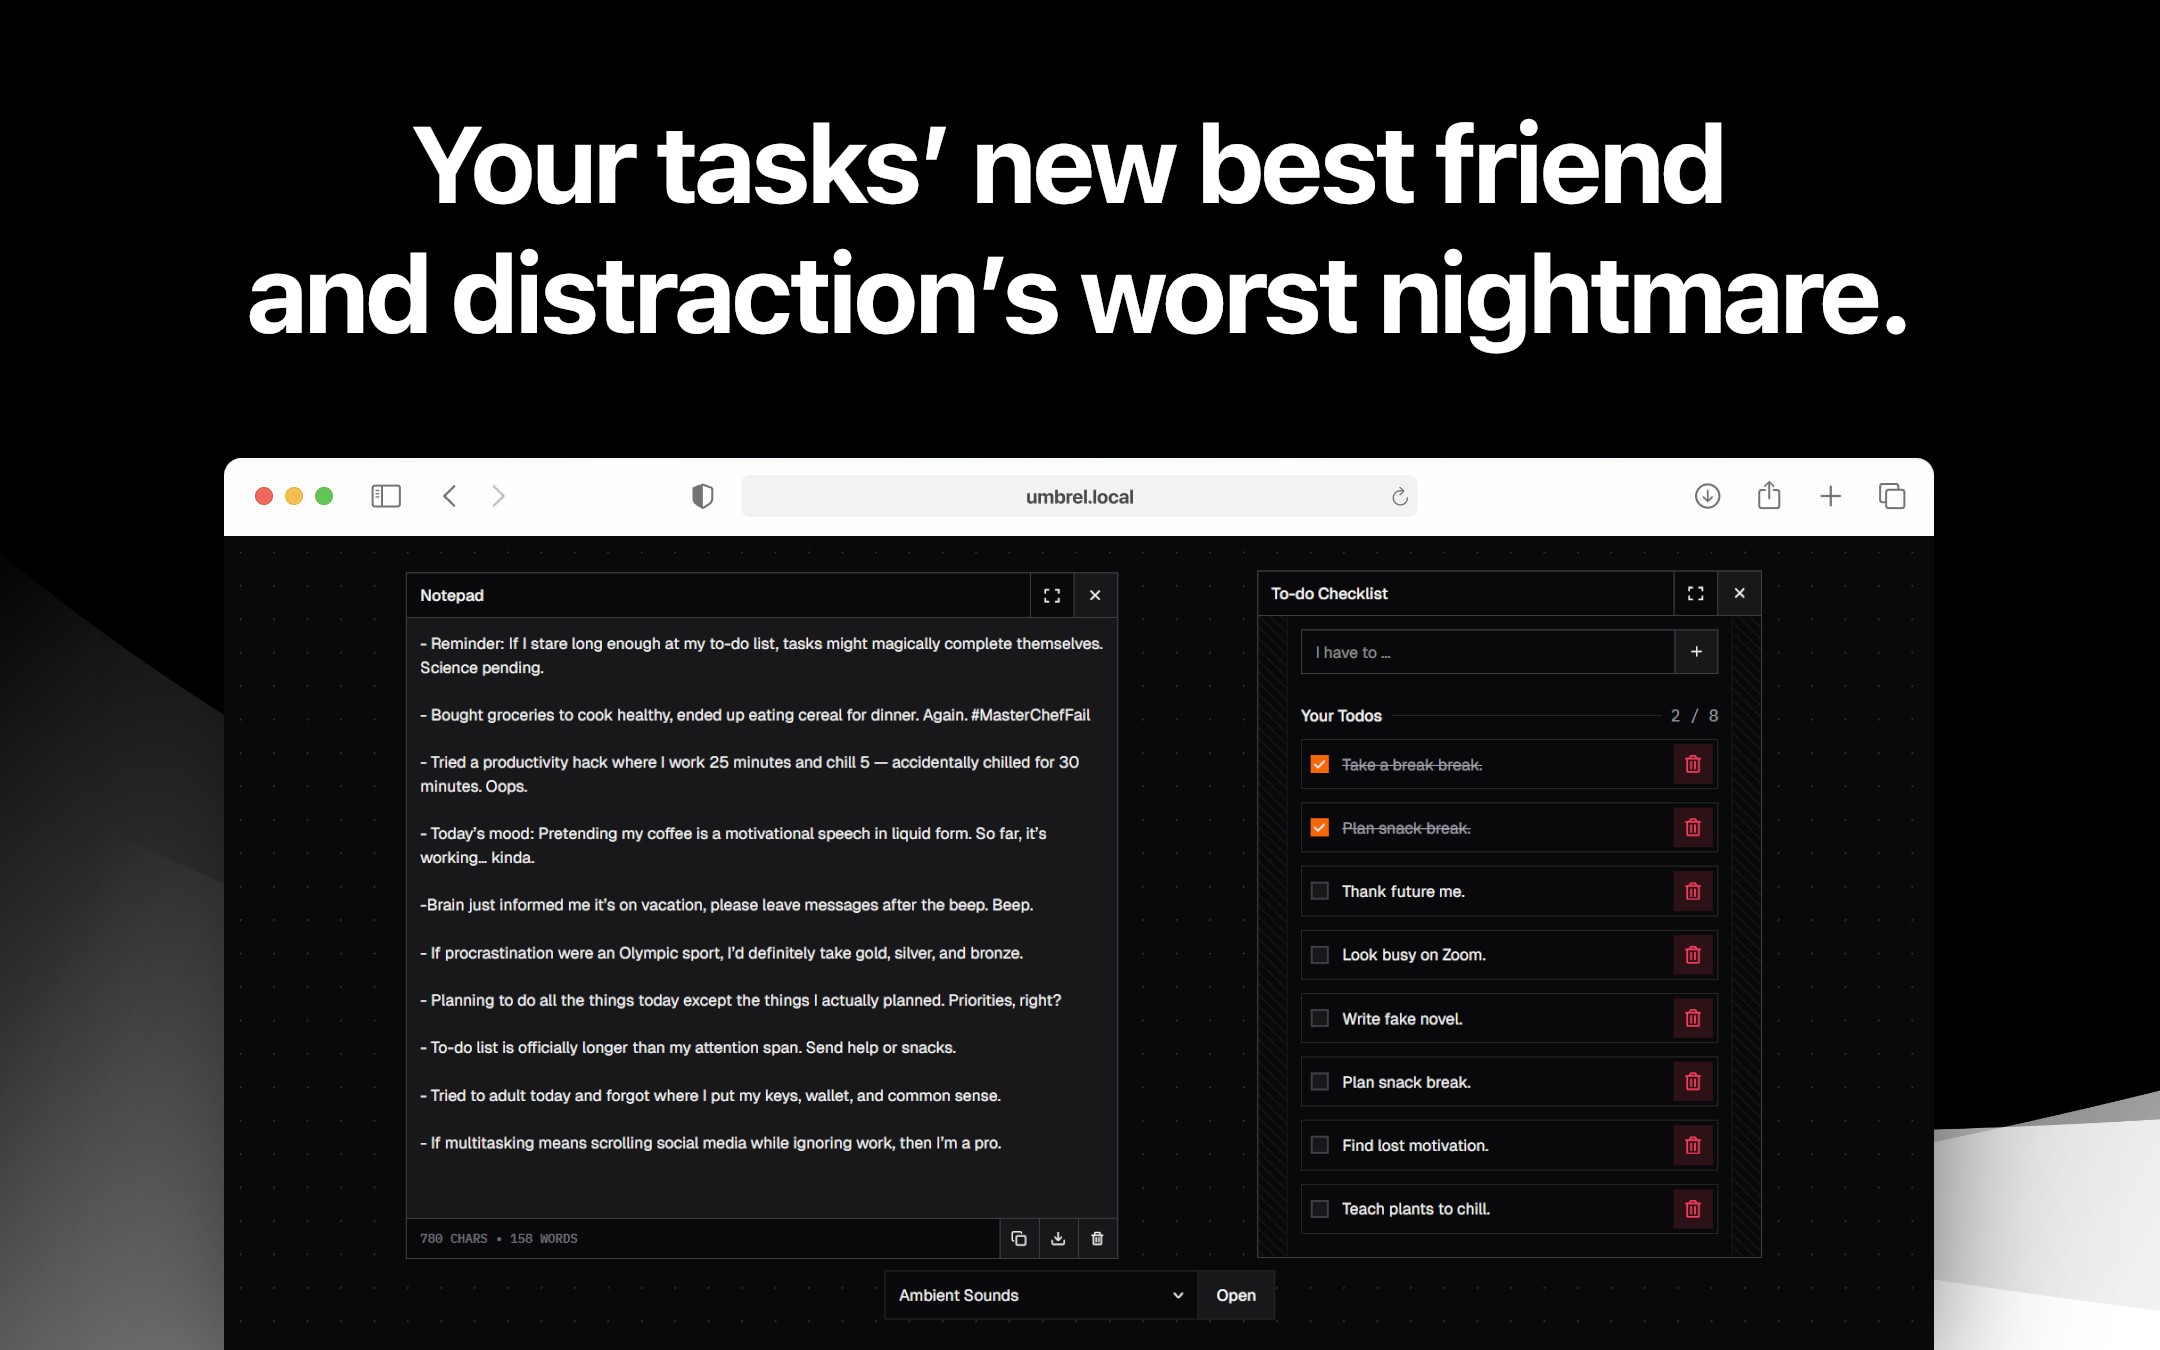 Your tasks’ new best friend
and distraction’s worst nightmare.
umbrel.local
Notepad
- Reminder: If I stare long enough at my to-do list, tasks might magically complete themselves.
Science pending.
- Bought groceries to cook healthy, ended up eating cereal for dinner. Again. #MasterChefFail
- Tried a productivity hack where I work 25 minutes and chill 5 — accidentally chilled for 30
minutes. Oops.
- Today’s mood: Pretending my coffee is a motivational speech in liquid form. So far, it’s
working… kinda.
-Brain just informed me it’s on vacation, please leave messages after the beep. Beep.
- If procrastination were an Olympic sport, I’d definitely take gold, silver, and bronze.
- Planning to do all the things today except the things I actually planned. Priorities, right?
- To-do list is officially longer than my attention span. Send help or snacks.
- Tried to adult today and forgot where I put my keys, wallet, and common sense.
- If multitasking means scrolling social media while ignoring work, then I’m a pro.
780 CHARS • 158 WORDS
To-do Checklist
I have to …
Your Todos 2 / 8
Take a break break.
Plan snack break.
Thank future me.
Look busy on Zoom.
Write fake novel.
Plan snack break.
Find lost motivation.
Teach plants to chill.
Ambient Sounds
Open